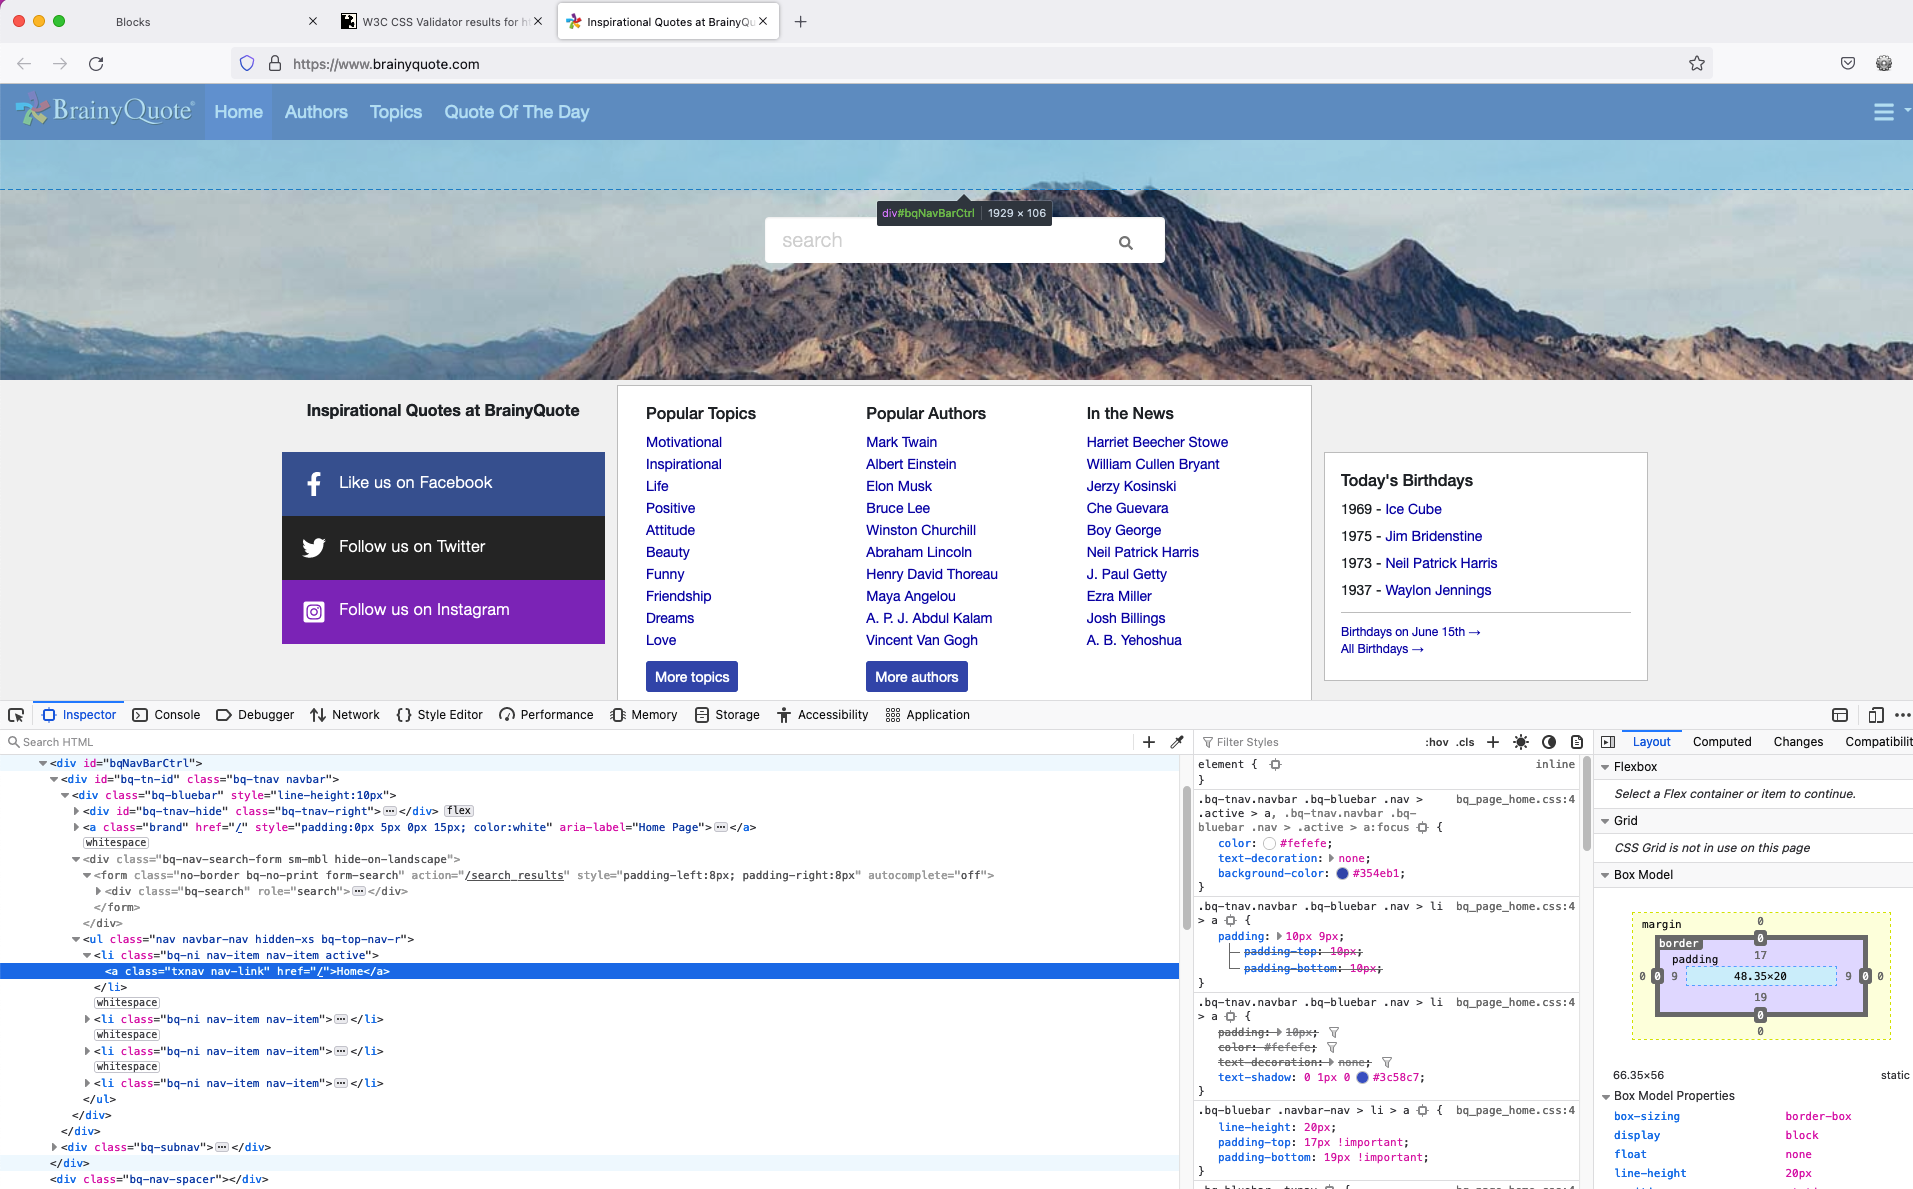 Blocks
W3C CSS Validator results for h
Inspirational Quotes at BrainyQu
https://www.brainyquote.com
BrainyQuote
Home
Authors
Topics
Quote Of The Day
div#bqNavBarCtrl 1929 × 106
search
Inspirational Quotes at BrainyQuote
Like us on Facebook
Follow us on Twitter
Follow us on Instagram
Popular Topics
Motivational
Inspirational
Life
Positive
Attitude
Beauty
Funny
Friendship
Dreams
Love
More topics
Popular Authors
Mark Twain
Albert Einstein
Elon Musk
Bruce Lee
Winston Churchill
Abraham Lincoln
Henry David Thoreau
Maya Angelou
A. P. J. Abdul Kalam
Vincent Van Gogh
More authors
In the News
Harriet Beecher Stowe
William Cullen Bryant
Jerzy Kosinski
Che Guevara
Boy George
Neil Patrick Harris
J. Paul Getty
Ezra Miller
Josh Billings
A. B. Yehoshua
Today's Birthdays
1969 - Ice Cube
1975 - Jim Bridenstine
1973 - Neil Patrick Harris
1937 - Waylon Jennings
Birthdays on June 15th →
All Birthdays →
Inspector
Console
Debugger
Network
{} Style Editor
Performance
Memory
Storage
Accessibility
Application
Search HTML
<div id="bqNavBarCtrl">
<div id="bq-tn-id" class="bq-tnav navbar">
<div class="bq-bluebar" style="line-height:10px">
<div id="bq-tnav-hide" class="bq-tnav-right">…</div> flex
<a class="brand" href="/" style="padding:0px 5px 0px 15px; color:white" aria-label="Home Page">…</a>
whitespace
<div class="bq-nav-search-form sm-mbl hide-on-landscape">
<form class="no-border bq-no-print form-search" action="/search_results" style="padding-left:8px; padding-right:8px" autocomplete="off">
<div class="bq-search" role="search">…</div>
</form>
</div>
<ul class="nav navbar-nav hidden-xs bq-top-nav-r">
<li class="bq-ni nav-item nav-item active">
<a class="txnav nav-link" href="/">Home</a>
</li>
whitespace
<li class="bq-ni nav-item nav-item">…</li>
whitespace
<li class="bq-ni nav-item nav-item">…</li>
whitespace
<li class="bq-ni nav-item nav-item">…</li>
</ul>
</div>
</div>
<div class="bq-subnav">…</div>
</div>
<div class="bq-nav-spacer"></div>
Filter Styles
:hov .cls
element { inline
}
.bq-tnav.navbar .bq-bluebar .nav > bq_page_home.css:4
.active > a, .bq-tnav.navbar .bq-
bluebar .nav > .active > a:focus {
color: #fefefe;
text-decoration: none;
background-color: #354eb1;
}
.bq-tnav.navbar .bq-bluebar .nav > li bq_page_home.css:4
> a {
padding: 10px 9px;
padding-top: 10px;
padding-bottom: 10px;
}
.bq-tnav.navbar .bq-bluebar .nav > li bq_page_home.css:4
> a {
padding: 10px;
color: #fefefe;
text-decoration: none;
text-shadow: 0 1px 0 #3c58c7;
}
.bq-bluebar .navbar-nav > li > a { bq_page_home.css:4
line-height: 20px;
padding-top: 17px !important;
padding-bottom: 19px !important;
}
Layout
Computed
Changes
Compatibilit
Flexbox
Select a Flex container or item to continue.
Grid
CSS Grid is not in use on this page
Box Model
margin 0
border 0
padding 17
0 0 9 48.35×20 9 0 0
19
0
0
66.35×56 static
Box Model Properties
box-sizing border-box
display block
float none
line-height 20px